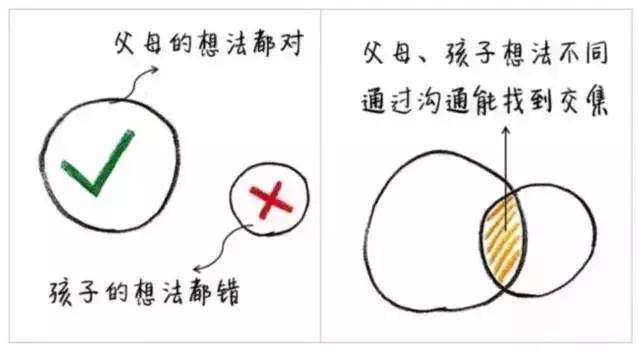 父母的想法都对
孩子的想法都错
父母、孩子想法不同
通过沟通能找到交集